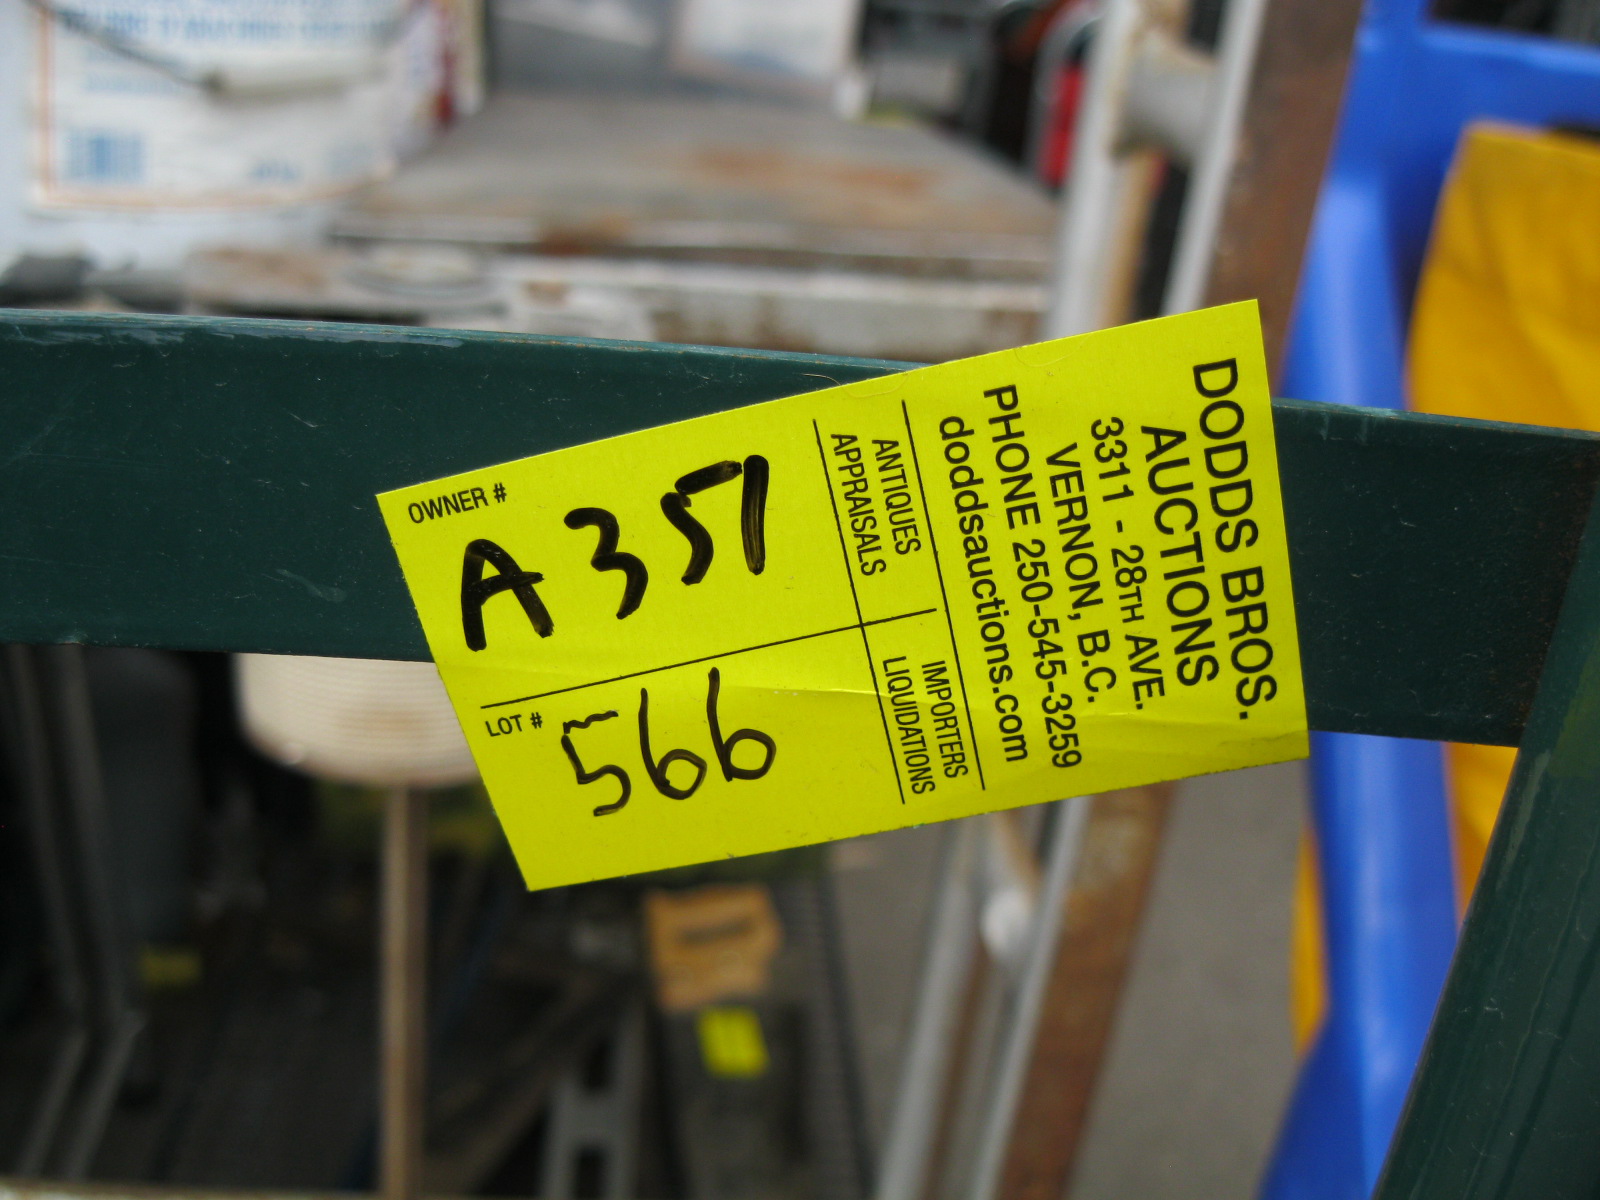 DODDS BROS.
AUCTIONS
3311 - 28TH AVE.
VERNON, B.C.
PHONE 250-545-3259
doddsauctions.com
ANTIQUES
APPRAISALS
IMPORTERS
LIQUIDATIONS
OWNER #
A 351
LOT #
566